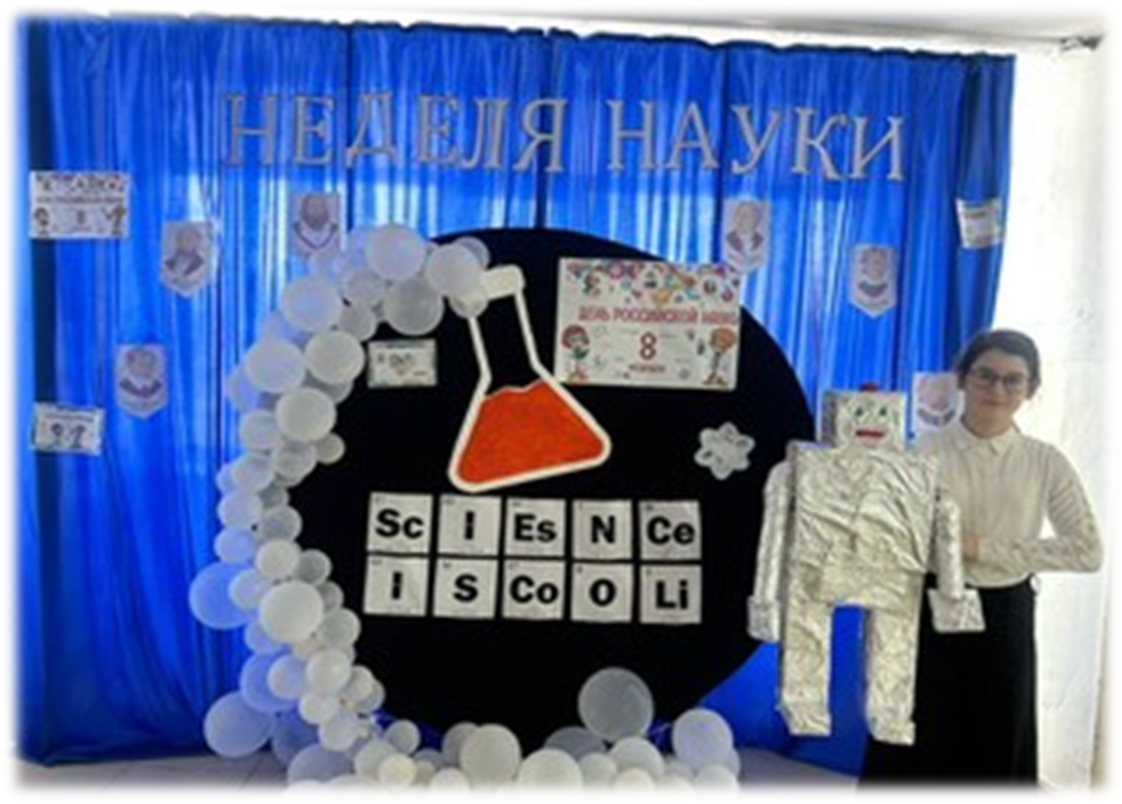 НЕДЕЛЯ НАУКИ
ДЕНЬ РОССИЙСКОЙ НАУКИ
8
Sc I Es N Ce
I S Co O Li